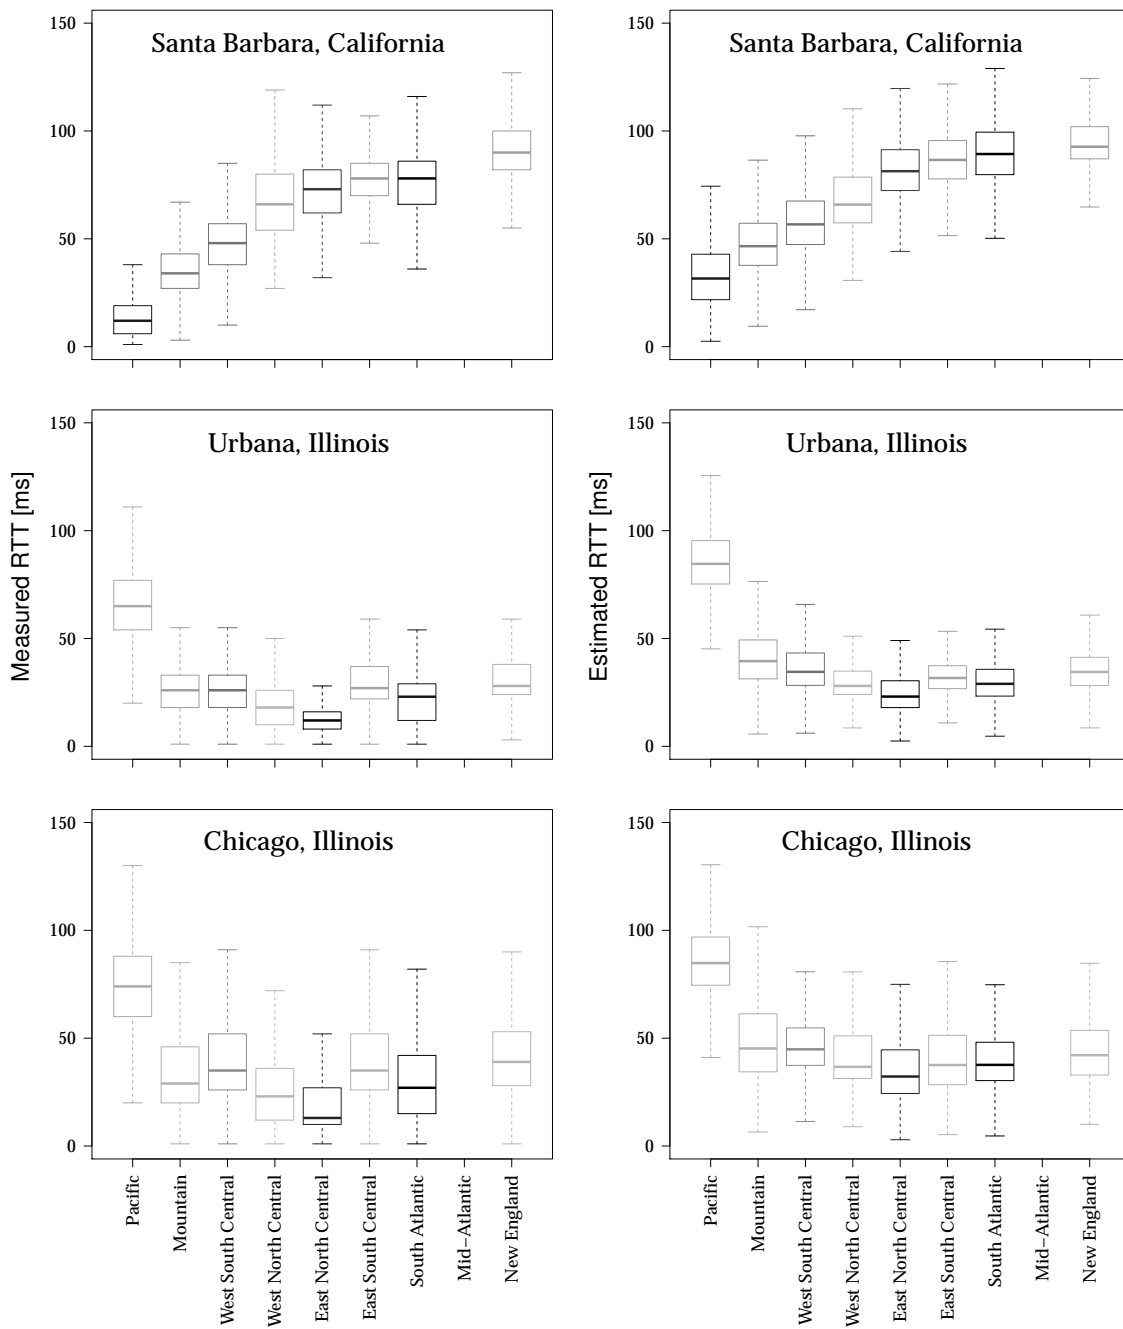 Santa Barbara, California
150
100
50
0
Santa Barbara, California
150
100
50
0
Measured RTT [ms]
Urbana, Illinois
150
100
50
0
Estimated RTT [ms]
Urbana, Illinois
150
100
50
0
Chicago, Illinois
150
100
50
0
Chicago, Illinois
150
100
50
0
Pacific
Mountain
West South Central
West North Central
East North Central
East South Central
South Atlantic
Mid−Atlantic
New England
Pacific
Mountain
West South Central
West North Central
East North Central
East South Central
South Atlantic
Mid−Atlantic
New England